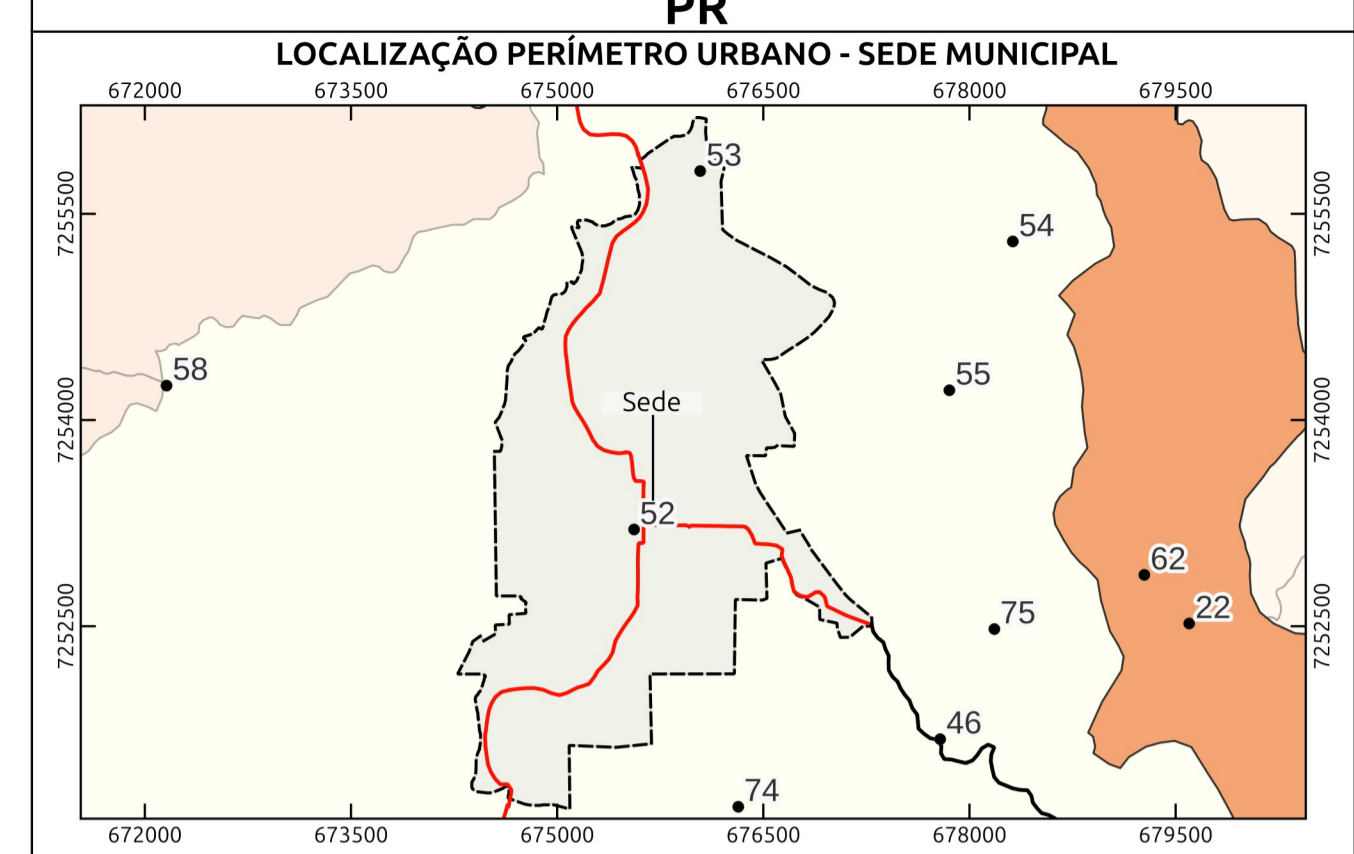 PR
LOCALIZAÇÃO PERÍMETRO URBANO - SEDE MUNICIPAL
672000 673500 675000 676500 678000 679500
53
7255500 7255500
54
58
55
Sede
7254000 7254000
52
62
22
75
7252500 7252500
46
74
672000 673500 675000 676500 678000 679500